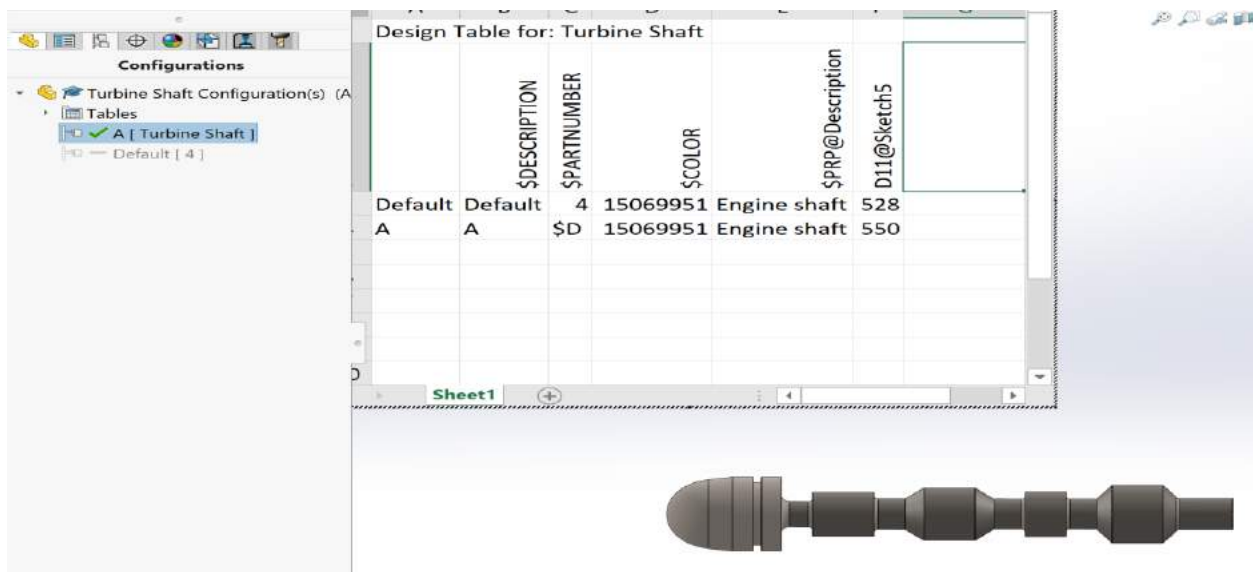 Configurations
Turbine Shaft Configuration(s) (A
Tables
A [ Turbine Shaft ]
Default [ 4 ]
Design Table for: Turbine Shaft
$DESCRIPTION $PARTNUMBER $COLOR $PRP@Description D11@Sketch5
Default Default 4 15069951 Engine shaft 528
A A $D 15069951 Engine shaft 550
Sheet1